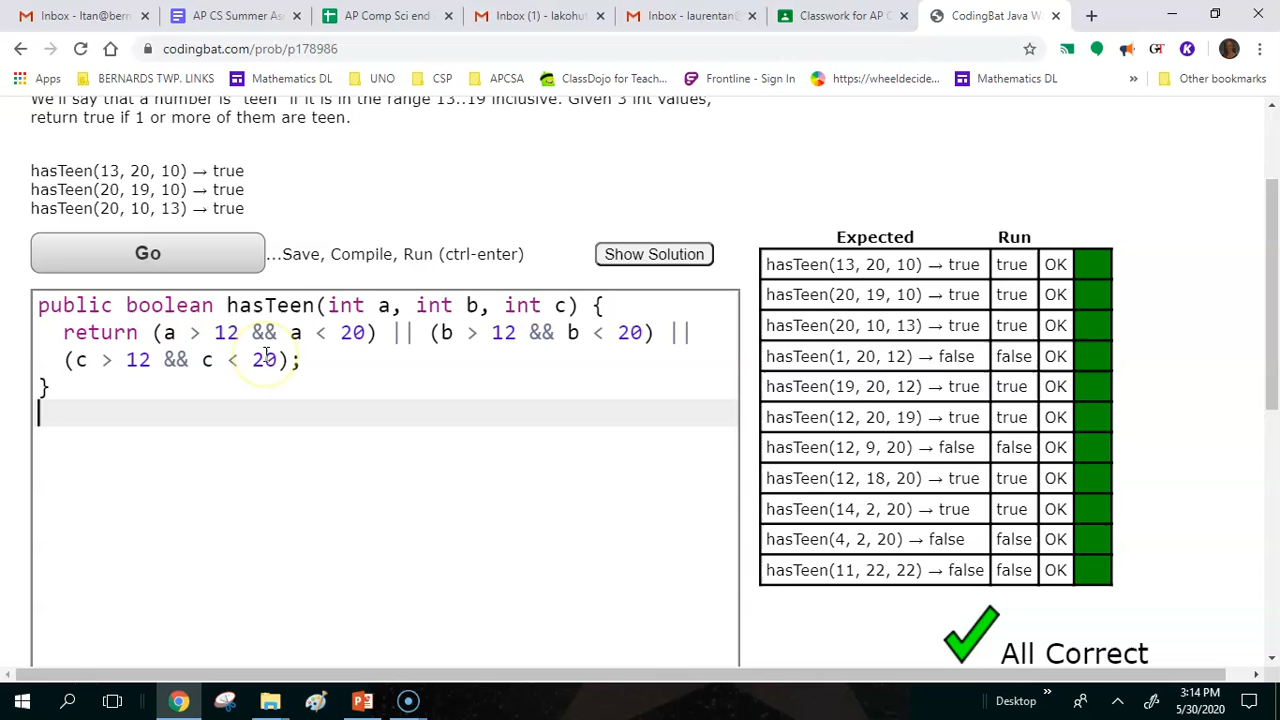 Inbox - m@bern
AP CS Summer Ass
AP Comp Sci end
Inbox (1) - lakohut
Inbox - laurentan@
Classwork for AP C
CodingBat Java Wa
codingbat.com/prob/p178986
Apps
BERNARDS TWP. LINKS
Mathematics DL
UNO
CSP
APCSA
ClassDojo for Teach...
Frontline - Sign In
https://wheeldecide...
Mathematics DL
»
Other bookmarks
We'll say that a number is "teen" if it is in the range 13..19 inclusive. Given 3 int values,
return true if 1 or more of them are teen.
hasTeen(13, 20, 10) → true
hasTeen(20, 19, 10) → true
hasTeen(20, 10, 13) → true
Go
...Save, Compile, Run (ctrl-enter)
Show Solution
public boolean hasTeen(int a, int b, int c) {
return (a > 12 && a < 20) || (b > 12 && b < 20) ||
(c > 12 && c < 20);
}
Expected Run
hasTeen(13, 20, 10) → true true OK
hasTeen(20, 19, 10) → true true OK
hasTeen(20, 10, 13) → true true OK
hasTeen(1, 20, 12) → false false OK
hasTeen(19, 20, 12) → true true OK
hasTeen(12, 20, 19) → true true OK
hasTeen(12, 9, 20) → false false OK
hasTeen(12, 18, 20) → true true OK
hasTeen(14, 2, 20) → true true OK
hasTeen(4, 2, 20) → false false OK
hasTeen(11, 22, 22) → false false OK
All Correct
Desktop
»
3:14 PM
5/30/2020